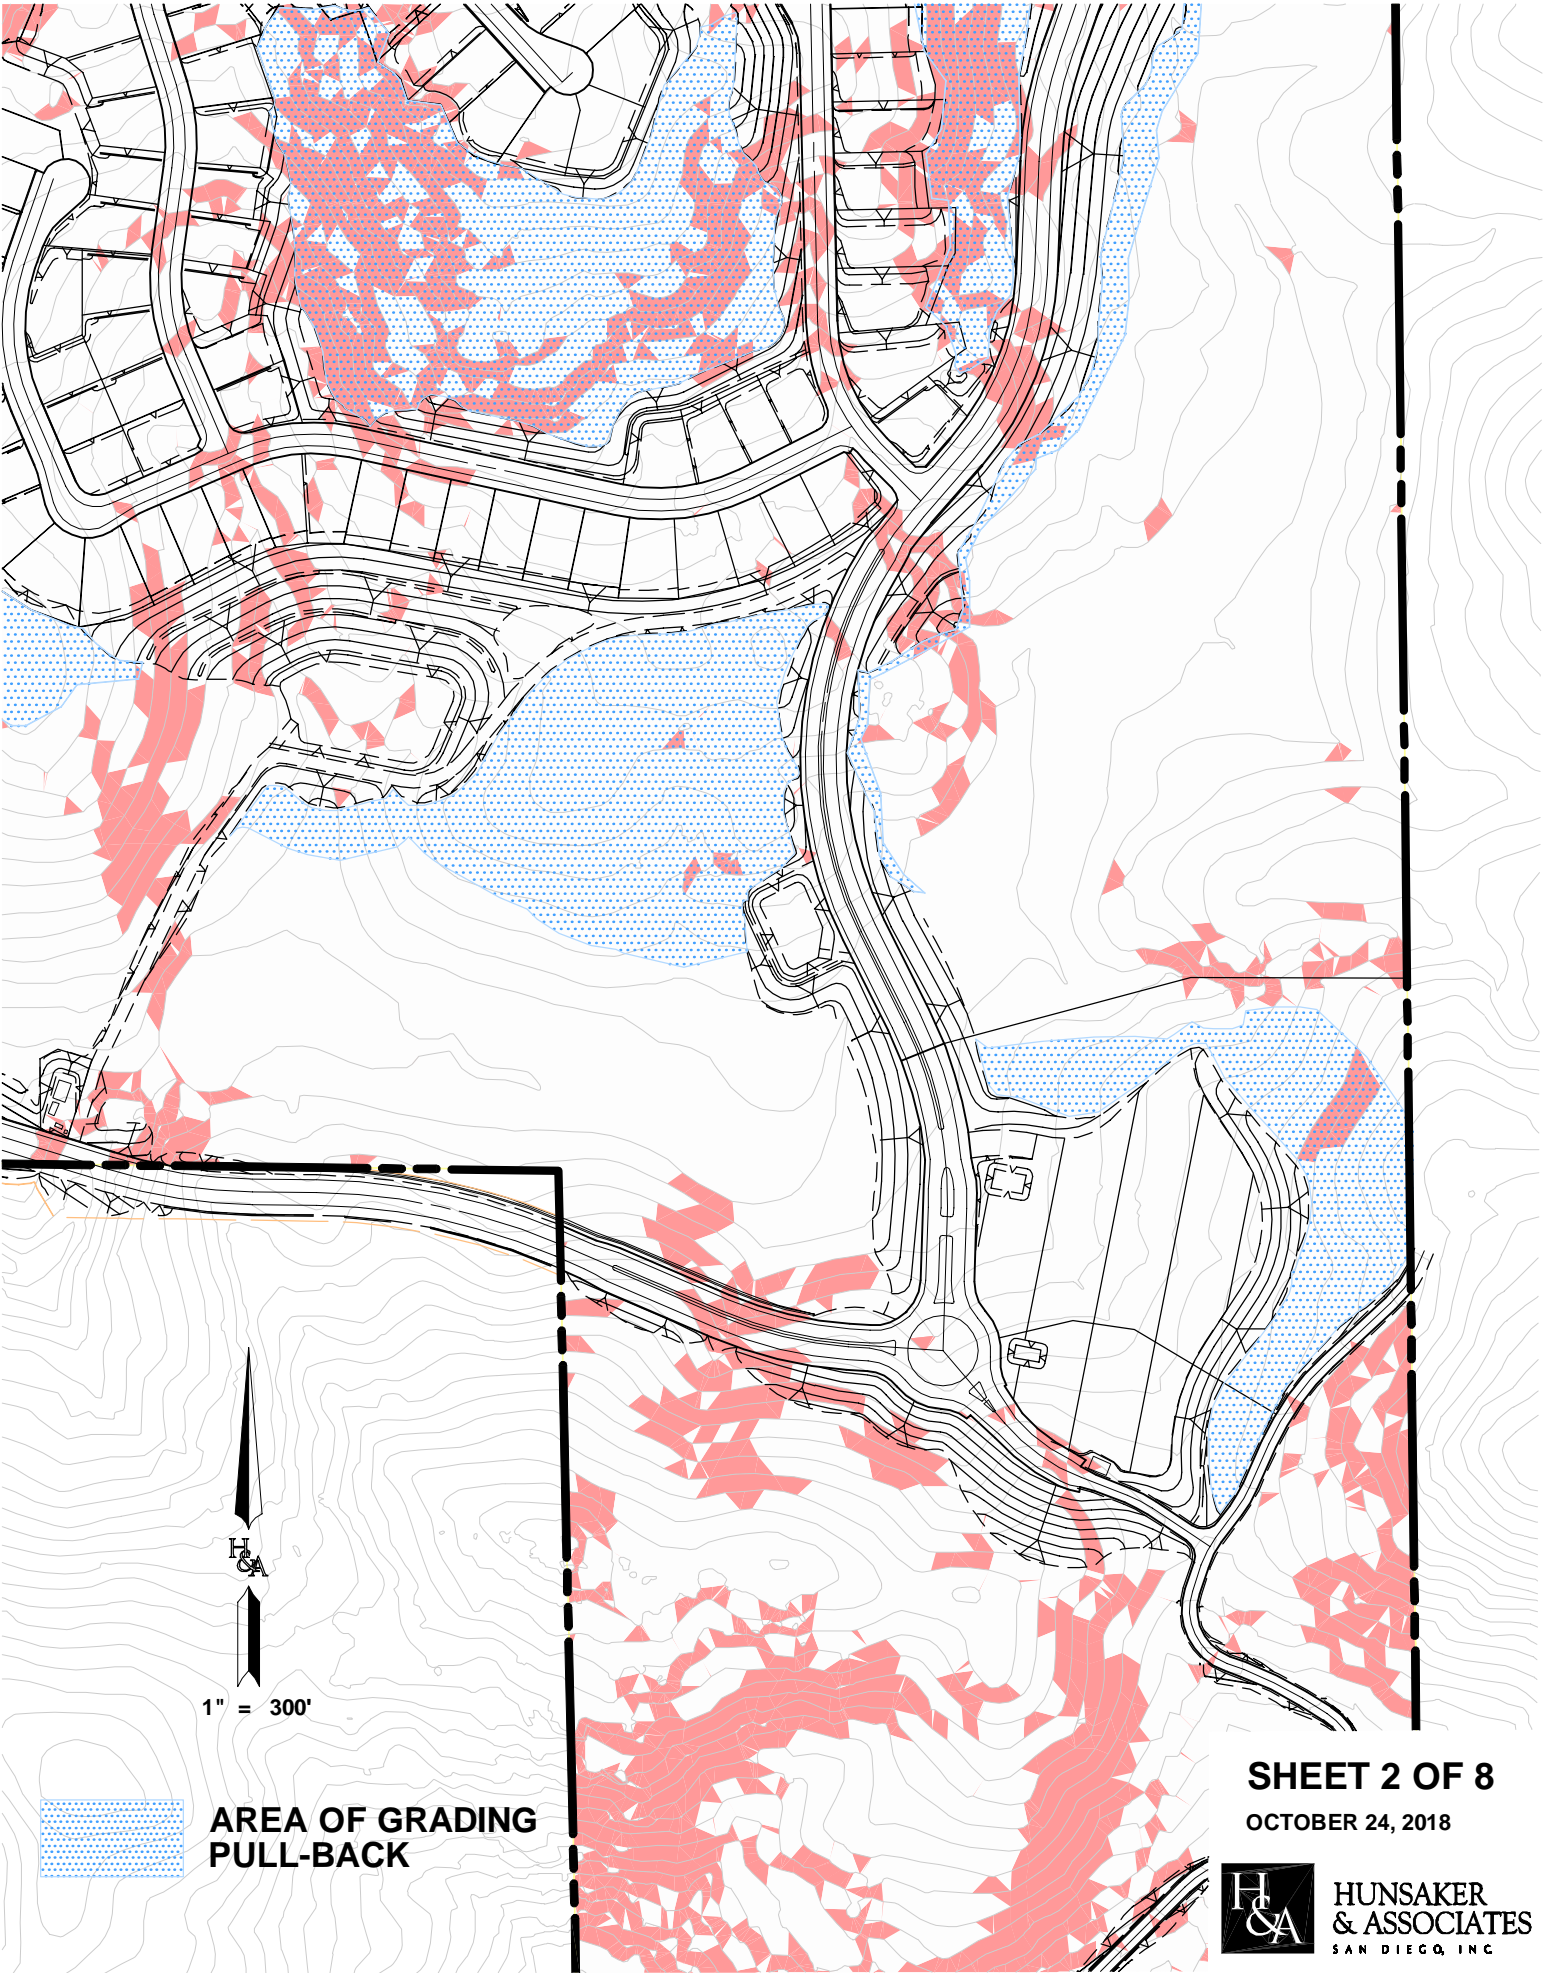 H&A
1" = 300'
AREA OF GRADING
PULL-BACK
SHEET 2 OF 8
OCTOBER 24, 2018
H&A
HUNSAKER
& ASSOCIATES
SAN DIEGO, INC